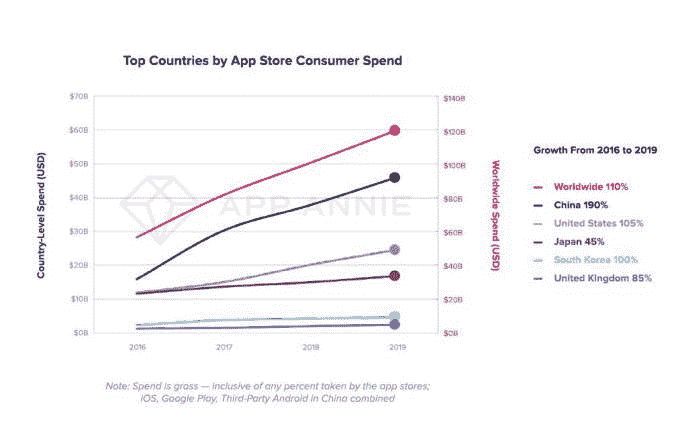 Top Countries by App Store Consumer Spend
$70B
$60B
$50B
$40B
$30B
$20B
$10B
$0B
Country-Level Spend (USD)
$140B
$120B
$100B
$80B
$60B
$40B
$20B
$0B
Worldwide Spend (USD)
APP ANNIE
2016
2017
2018
2019
Growth From 2016 to 2019
Worldwide 110%
China 190%
United States 105%
Japan 45%
South Korea 100%
United Kingdom 85%
Note: Spend is grass — inclusive of any percent taken by the app stores;
iOS, Google Play, Third-Party Android in China combined